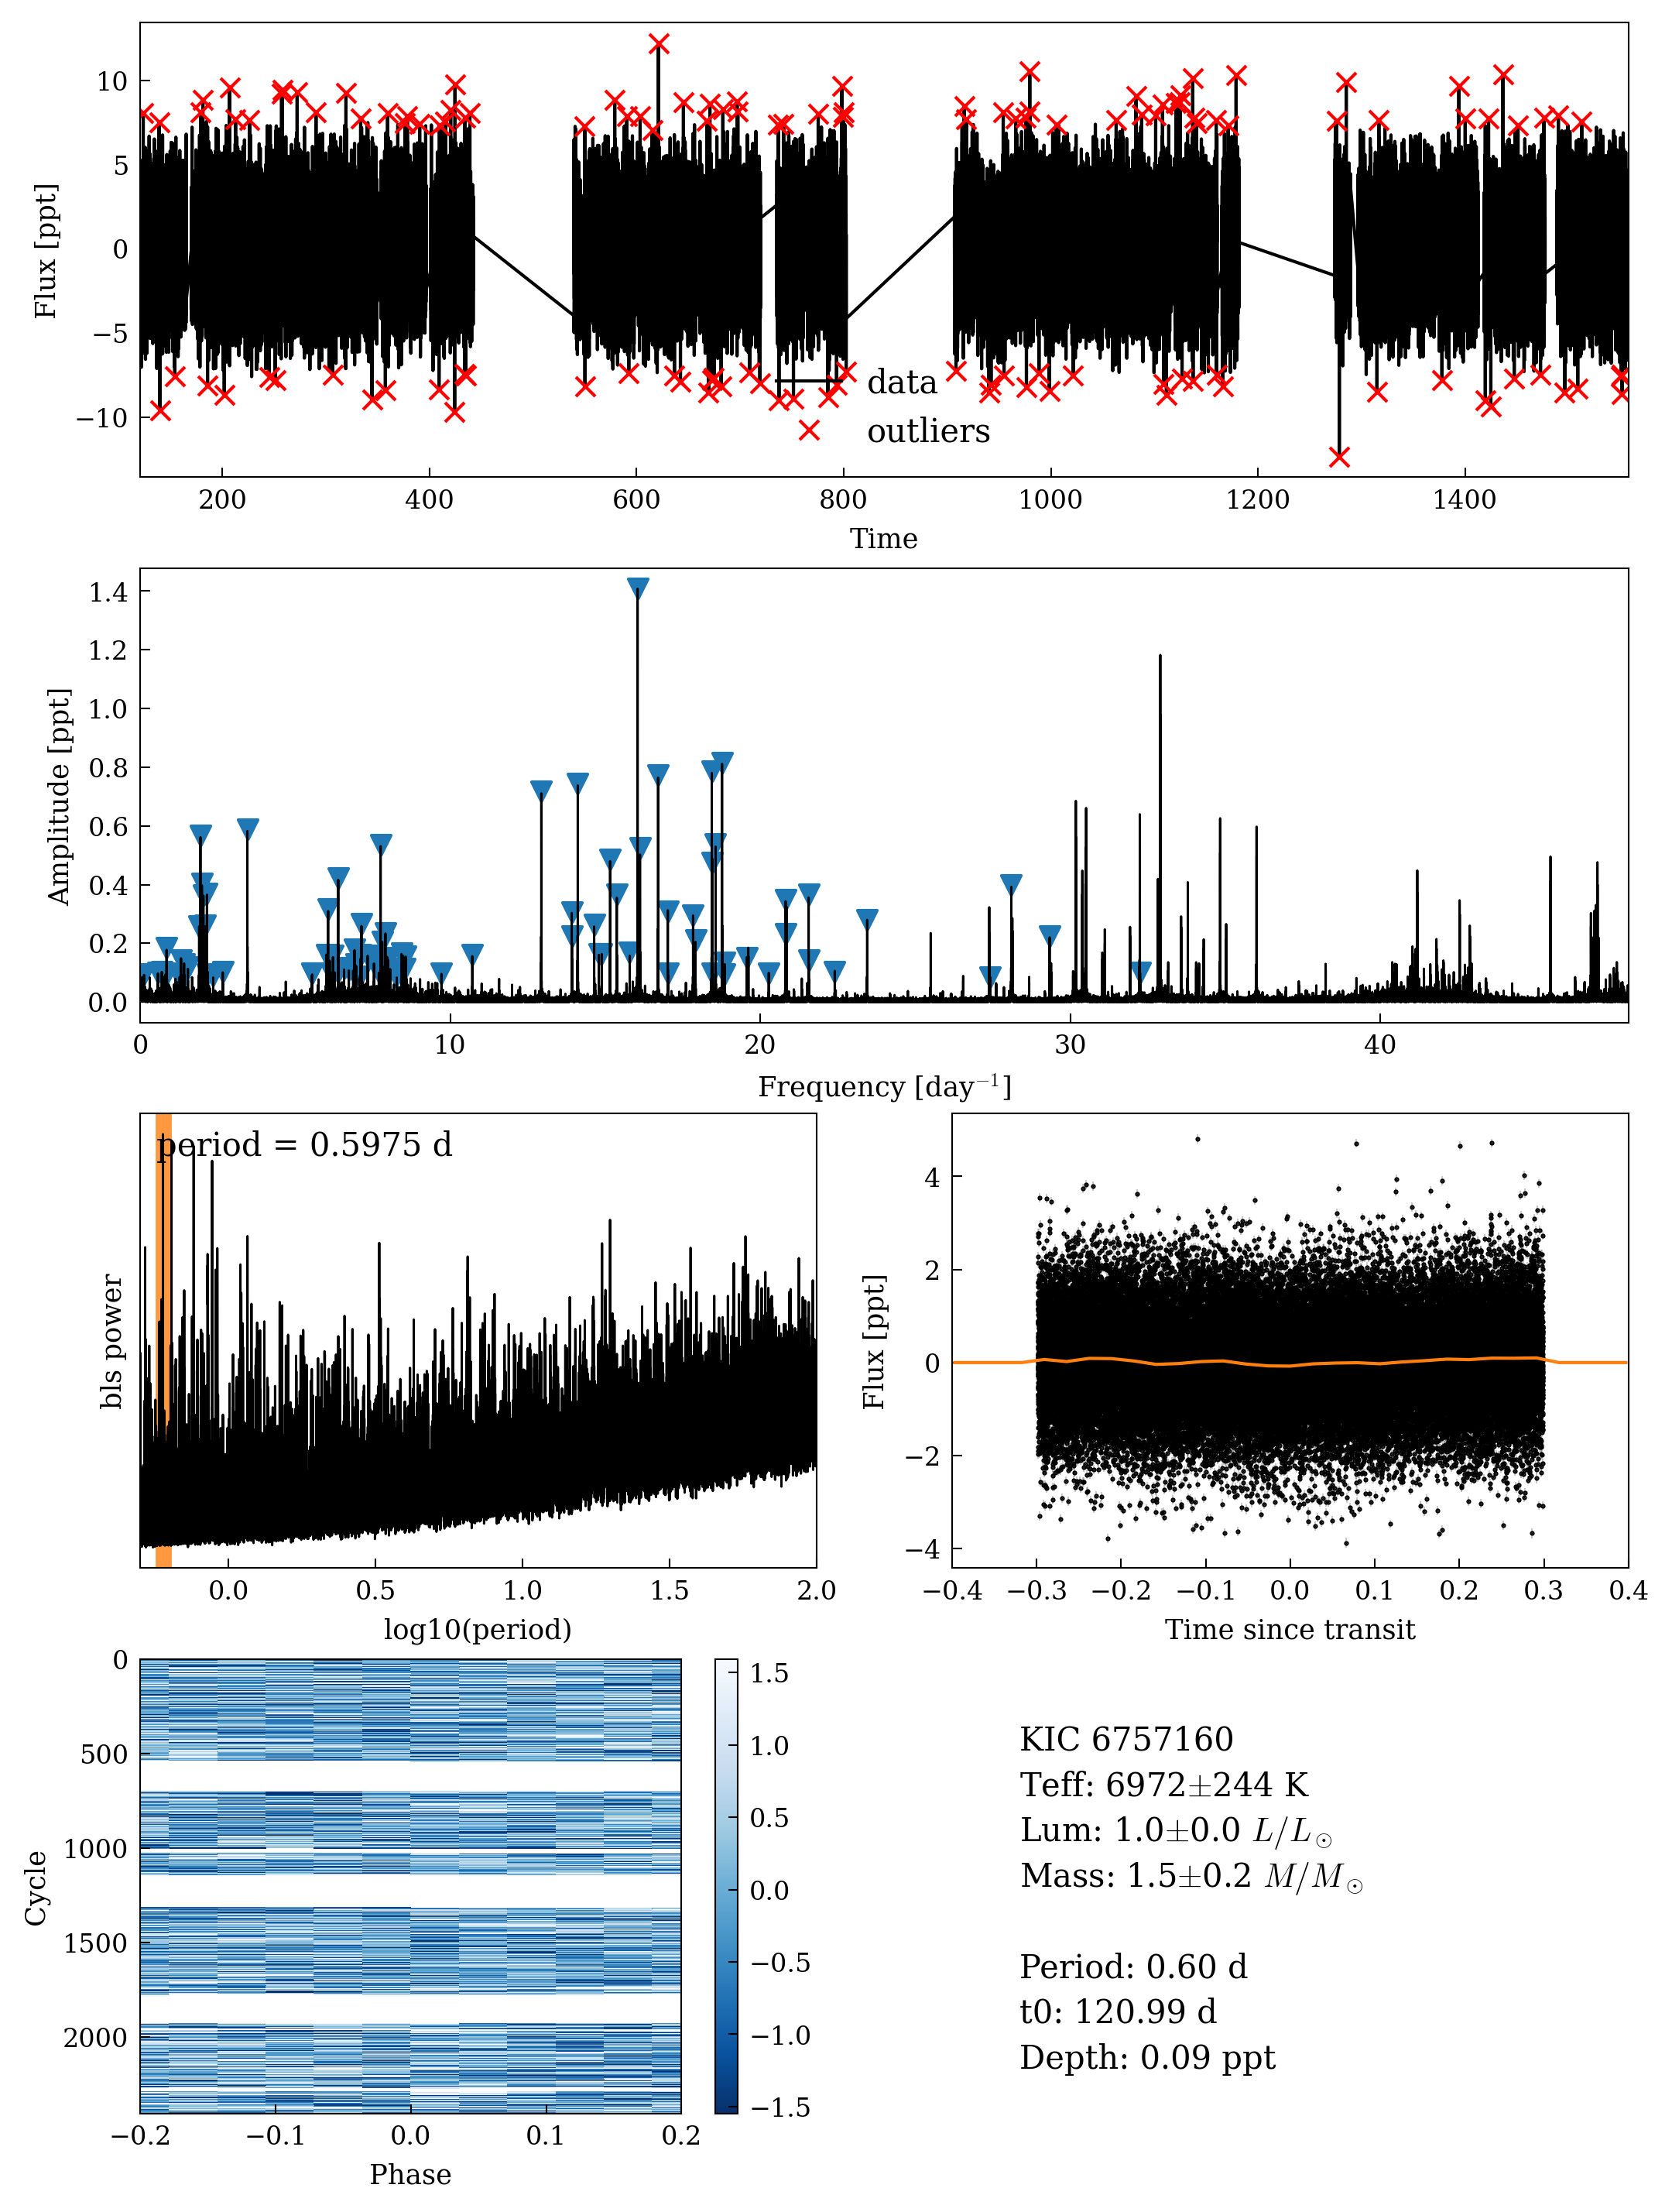 10
5
0
−5
−10
Flux [ppt]
data
outliers
200 400 600 800 1000 1200 1400
Time
1.4
1.2
1.0
0.8
0.6
0.4
0.2
0.0
Amplitude [ppt]
0 10 20 30 40
Frequency [day⁻¹]
period = 0.5975 d
bls power
0.0 0.5 1.0 1.5 2.0
log10(period)
4
2
0
−2
−4
Flux [ppt]
−0.4 −0.3 −0.2 −0.1 0.0 0.1 0.2 0.3 0.4
Time since transit
0
500
1000
1500
2000
Cycle
−0.2 −0.1 0.0 0.1 0.2
Phase
1.5
1.0
0.5
0.0
−0.5
−1.0
−1.5
KIC 6757160
Teff: 6972±244 K
Lum: 1.0±0.0 L/L⊙
Mass: 1.5±0.2 M/M⊙
Period: 0.60 d
t0: 120.99 d
Depth: 0.09 ppt